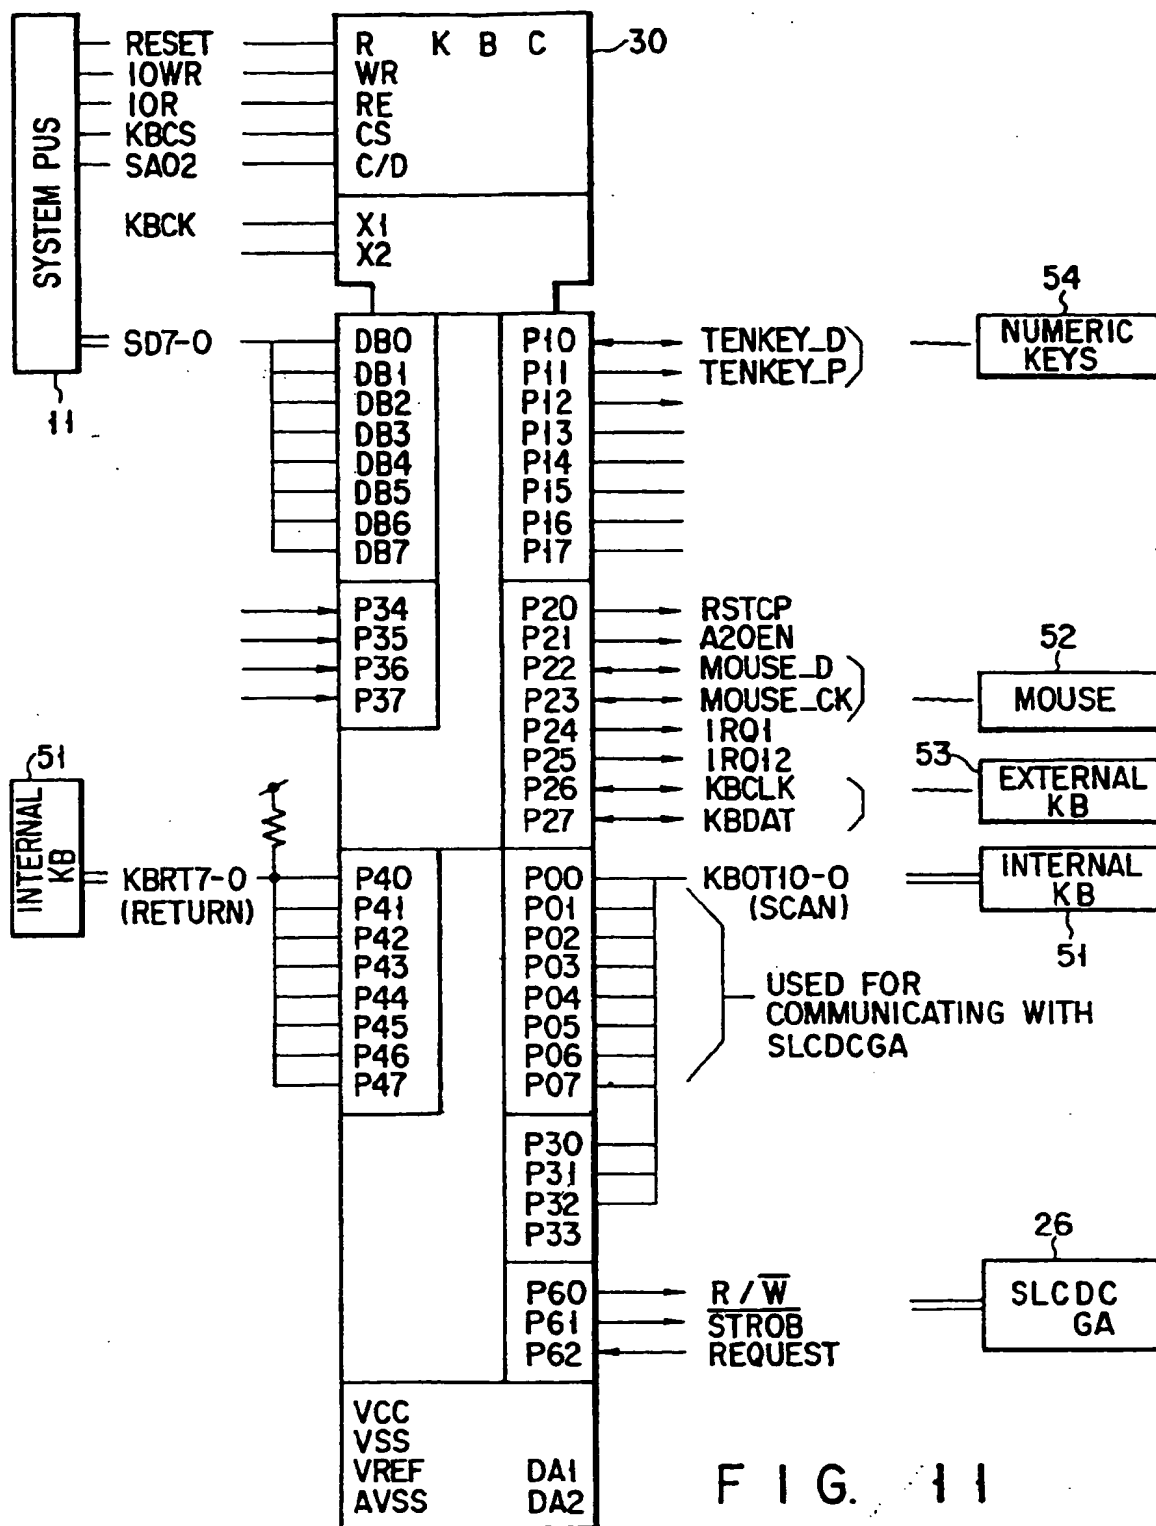 RESET R K B C 30
IOWR WR
IOR RE
KBCS CS
SA02 C/D
SYSTEM PUS
KBCK X1
X2
11
SD7-0 DB0 P10 TENKEY_D
DB1 P11 TENKEY_P
DB2 P12
DB3 P13
DB4 P14
DB5 P15
DB6 P16
DB7 P17
54
NUMERIC
KEYS
P34 P20 RSTCP
P35 P21 A20EN
P36 P22 MOUSE_D
P37 P23 MOUSE_CK
P24 IRQ1
P25 IRQ12
P26 KBCLK
P27 KBDAT
52
MOUSE
53
EXTERNAL
KB
51
INTERNAL
KB
KBRT7-0 P40 P00 KBOT10-0
(RETURN) P41 P01 (SCAN)
P42 P02
P43 P03
P44 P04
P45 P05
P46 P06
P47 P07
INTERNAL
KB
51
USED FOR
COMMUNICATING WITH
SLCDCGA
P30
P31
P32
P33
P60 R/W̅
P61 S̅T̅R̅O̅B̅
P62 REQUEST
26
SLCDC
GA
VCC
VSS
VREF DA1
AVSS DA2
FIG. 11